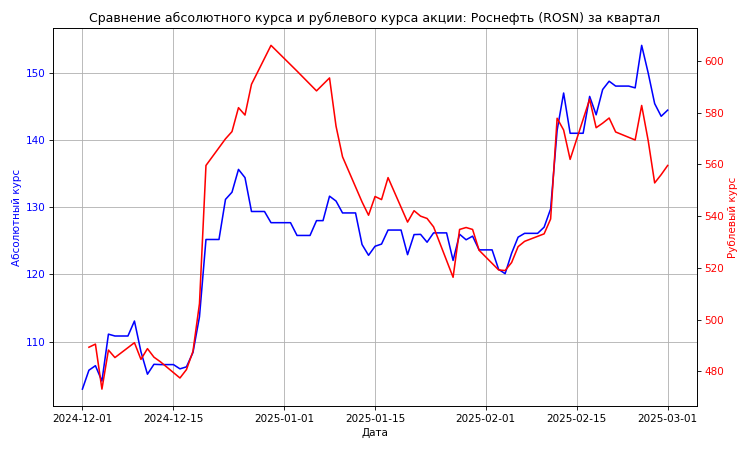 Сравнение абсолютного курса и рублевого курса акции: Роснефть (ROSN) за квартал
Абсолютный курс
150
140
130
120
110
600
580
560
540
520
500
480
Рублевый курс
2024-12-01 2024-12-15 2025-01-01 2025-01-15 2025-02-01 2025-02-15 2025-03-01
Дата